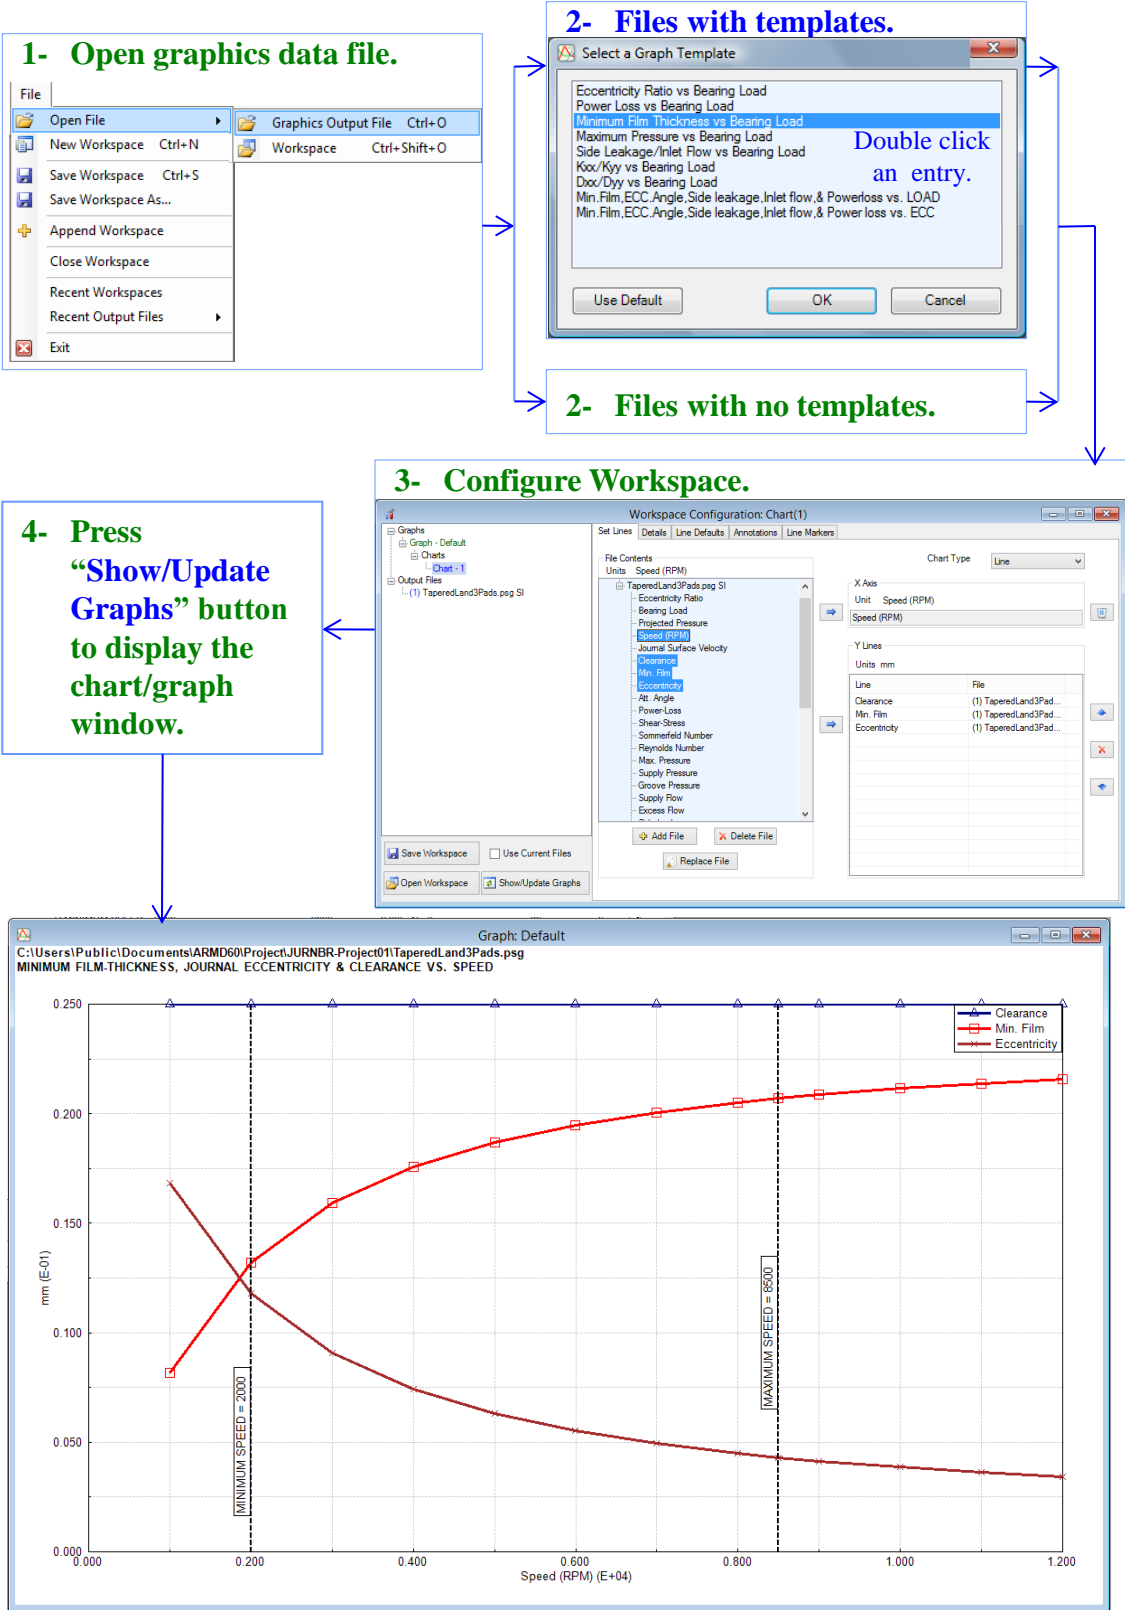 1- Open graphics data file.
File
Open File
New Workspace Ctrl+N
Save Workspace Ctrl+S
Save Workspace As...
Append Workspace
Close Workspace
Recent Workspaces
Recent Output Files
Exit
Graphics Output File Ctrl+O
Workspace Ctrl+Shift+O
2- Files with templates.
Select a Graph Template
Eccentricity Ratio vs Bearing Load
Power Loss vs Bearing Load
Minimum Film Thickness vs Bearing Load
Maximum Pressure vs Bearing Load
Side Leakage/Inlet Flow vs Bearing Load
Kxx/Kyy vs Bearing Load
Dxx/Dyy vs Bearing Load
Min.Film,ECC.Angle,Side leakage,Inlet flow,& Powerloss vs. LOAD
Min.Film,ECC.Angle,Side leakage,Inlet flow,& Power loss vs. ECC
Double click
an entry.
Use Default
OK
Cancel
2- Files with no templates.
3- Configure Workspace.
Workspace Configuration: Chart(1)
Graphs
Graph - Default
Charts
Chart - 1
Output Files
(1) TaperedLand3Pads.psg SI
Save Workspace
Use Current Files
Open Workspace
Show/Update Graphs
Set Lines Details Line Defaults Annotations Line Markers
File Contents
Units Speed (RPM)
TaperedLand3Pads.psg SI
Eccentricity Ratio
Bearing Load
Projected Pressure
Speed (RPM)
Journal Surface Velocity
Clearance
Min. Film
Eccentricity
Att. Angle
Power-Loss
Shear-Stress
Sommerfeld Number
Reynolds Number
Max. Pressure
Supply Pressure
Groove Pressure
Supply Flow
Excess Flow
Add File
Delete File
Replace File
Chart Type Line
X Axis
Unit Speed (RPM)
Speed (RPM)
Y Lines
Units mm
Line File
Clearance (1) TaperedLand3Pad...
Min. Film (1) TaperedLand3Pad...
Eccentricity (1) TaperedLand3Pad...
4- Press
“Show/Update
Graphs” button
to display the
chart/graph
window.
Graph: Default
C:\Users\Public\Documents\ARMD60\Project\JURNBR-Project01\TaperedLand3Pads.psg
MINIMUM FILM-THICKNESS, JOURNAL ECCENTRICITY & CLEARANCE VS. SPEED
Clearance
Min. Film
Eccentricity
0.250
0.200
0.150
0.100
0.050
0.000
mm (E-01)
MINIMUM SPEED = 2000
MAXIMUM SPEED = 8500
0.000 0.200 0.400 0.600 0.800 1.000 1.200
Speed (RPM) (E+04)